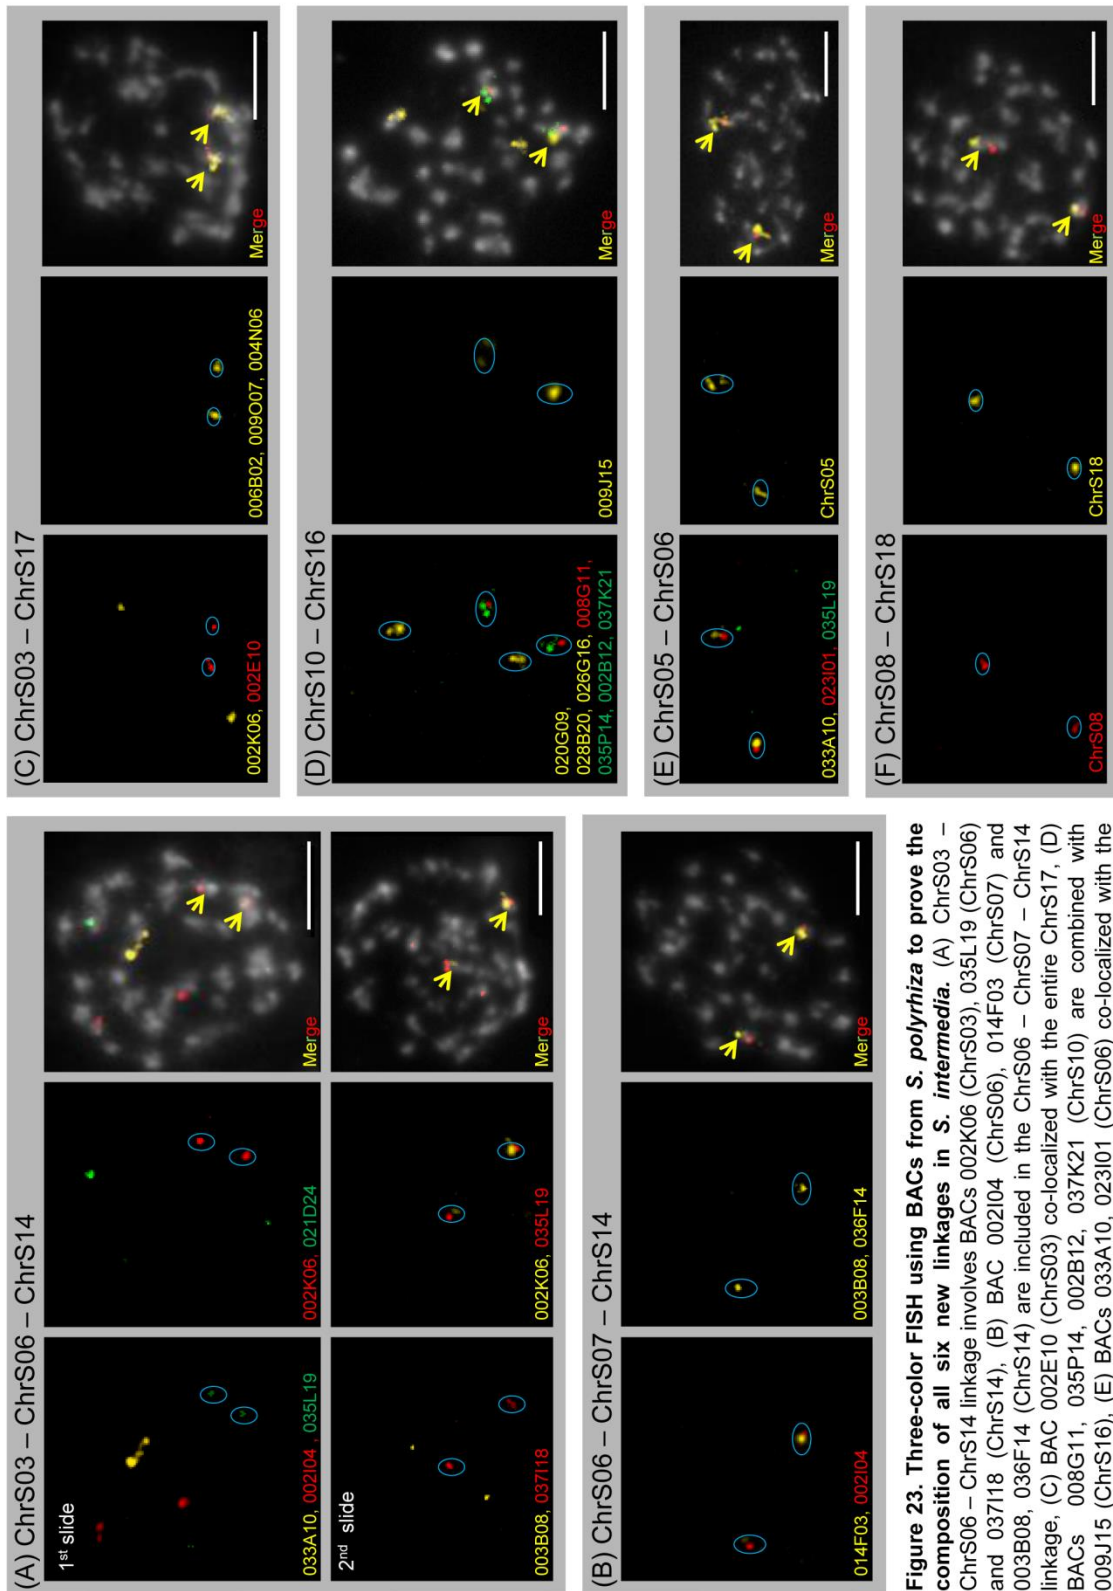 (A) ChrS03 – ChrS06 – ChrS14
1st slide
033A10, 002I04 , 035L19
002K06, 021D24
Merge
2nd slide
003B08, 037I18
002K06, 035L19
Merge
(B) ChrS06 – ChrS07 – ChrS14
014F03, 002I04
003B08, 036F14
Merge
(C) ChrS03 – ChrS17
002K06, 002E10
006B02, 009O07, 004N06
Merge
(D) ChrS10 – ChrS16
020G09,
028B20, 026G16, 008G11,
035P14, 002B12, 037K21
009J15
Merge
(E) ChrS05 – ChrS06
033A10, 023I01, 035L19
ChrS05
Merge
(F) ChrS08 – ChrS18
ChrS08
ChrS18
Merge
Figure 23. Three-color FISH using BACs from S. polyrhiza to prove the
composition of all six new linkages in S. intermedia. (A) ChrS03 –
ChrS06 – ChrS14 linkage involves BACs 002K06 (ChrS03), 035L19 (ChrS06)
and 037I18 (ChrS14), (B) BAC 002I04 (ChrS06), 014F03 (ChrS07) and
003B08, 036F14 (ChrS14) are included in the ChrS06 – ChrS07 – ChrS14
linkage, (C) BAC 002E10 (ChrS03) co-localized with the entire ChrS17, (D)
BACs 008G11, 035P14, 002B12, 037K21 (ChrS10) are combined with
009J15 (ChrS16), (E) BACs 033A10, 023I01 (ChrS06) co-localized with the